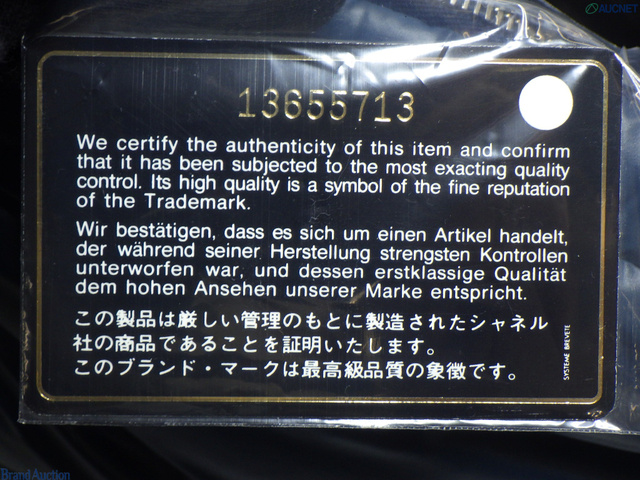 AUCNET
13655713
We certify the authenticity of this item and confirm
that it has been subjected to the most exacting quality
control. Its high quality is a symbol of the fine reputation
of the Trademark.
Wir bestätigen, dass es sich um einen Artikel handelt,
der während seiner Herstellung strengsten Kontrollen
unterworfen war, und dessen erstklassige Qualität
dem hohen Ansehen unserer Marke entspricht.
この製品は厳しい管理のもとに製造されたシャネル
社の商品であることを証明いたします。
このブランド・マークは最高級品質の象徴です。
SYSTEME BREVETE
Brand Auction